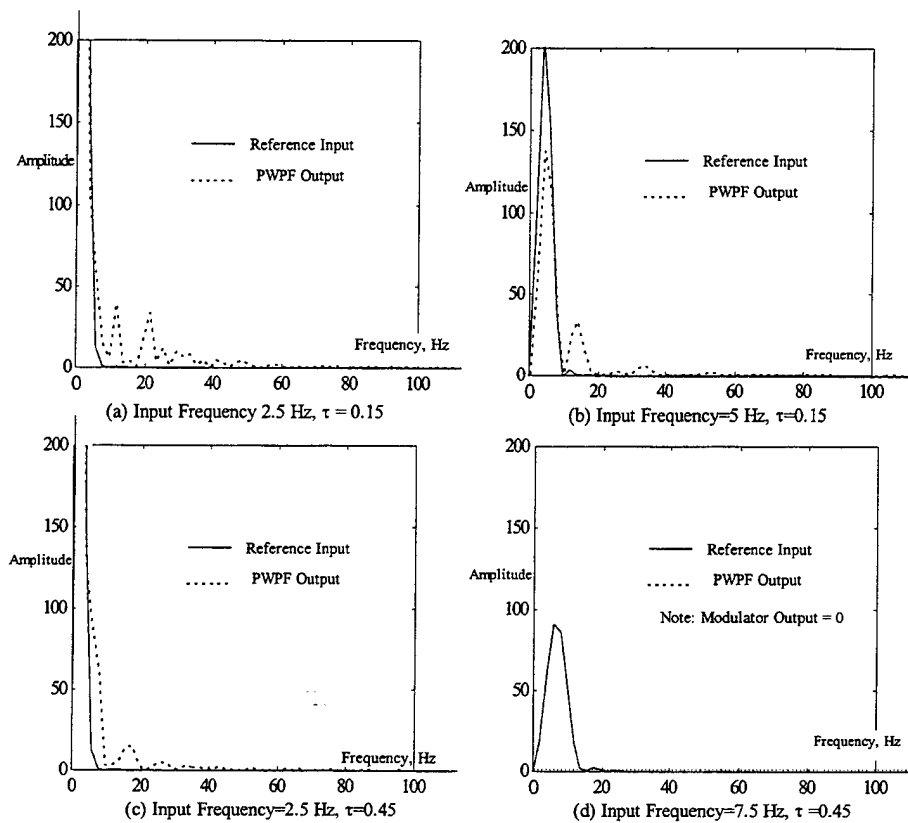 200
150
Amplitude
100
50
0
0 20 40 60 80 100
Reference Input
PWPF Output
Frequency, Hz
(a) Input Frequency 2.5 Hz, τ = 0.15
200
150
Amplitude
100
50
0
0 20 40 60 80 100
Reference Input
PWPF Output
Frequency, Hz
(b) Input Frequency=5 Hz, τ=0.15
200
150
Amplitude
100
50
0
0 20 40 60 80 100
Reference Input
PWPF Output
Frequency, Hz
(c) Input Frequency=2.5 Hz, τ=0.45
200
150
Amplitude
100
50
0
0 20 40 60 80 100
Reference Input
PWPF Output
Note: Modulator Output = 0
Frequency, Hz
(d) Input Frequency=7.5 Hz, τ=0.45